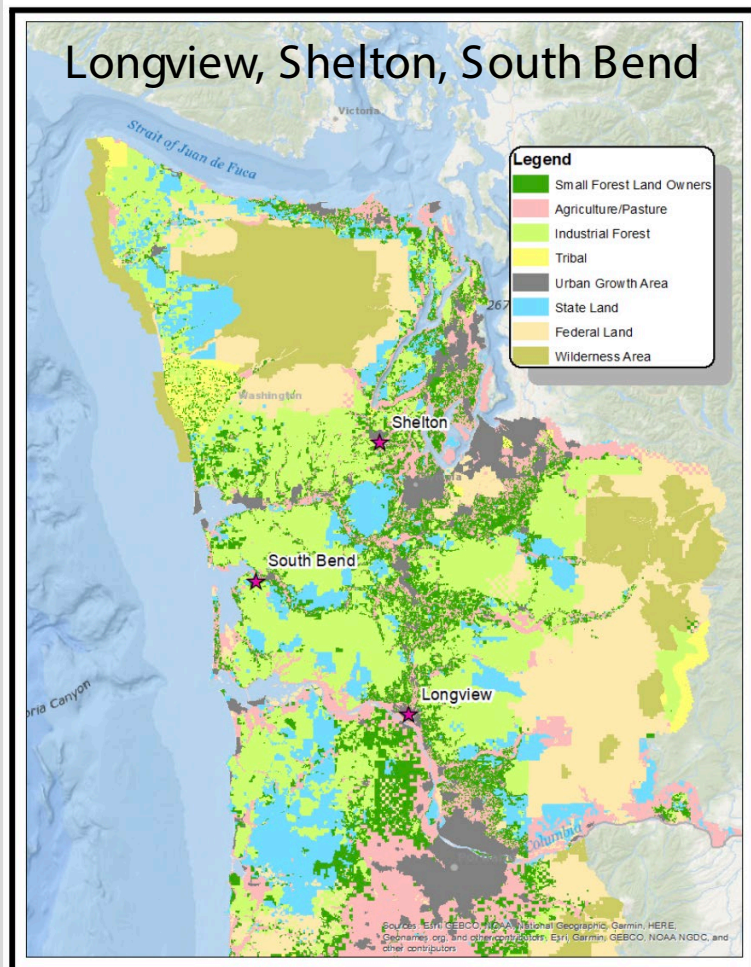 Longview, Shelton, South Bend
Victoria
Strait of Juan de Fuca
Legend
Small Forest Land Owners
Agriculture/Pasture
Industrial Forest
Tribal
Urban Growth Area
State Land
Federal Land
Wilderness Area
267
Washington
Shelton
South Bend
Longview
oria Canyon
Columbia
Sources: Esri, GEBCO, NOAA, National Geographic, Garmin, HERE,
Geonames.org, and other contributors, Esri, Garmin, GEBCO, NOAA NGDC, and
other contributors